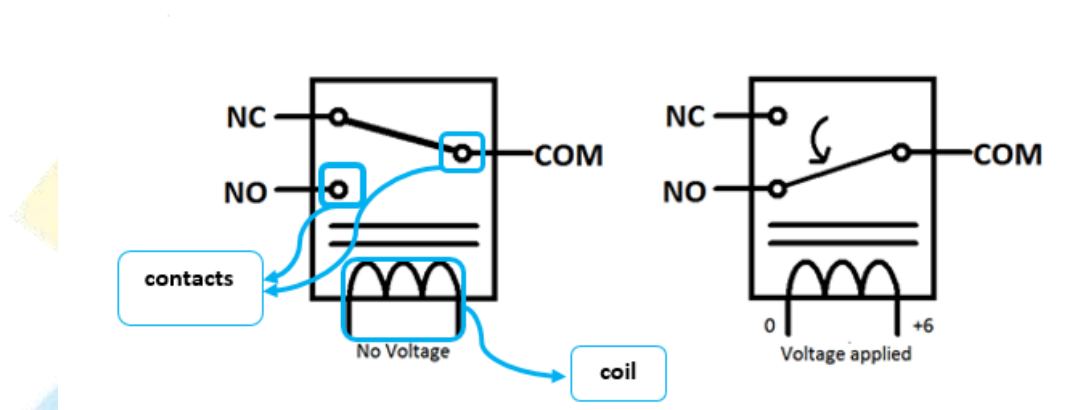 NC
COM
NO
contacts
No Voltage
coil
NC
COM
NO
0
+6
Voltage applied